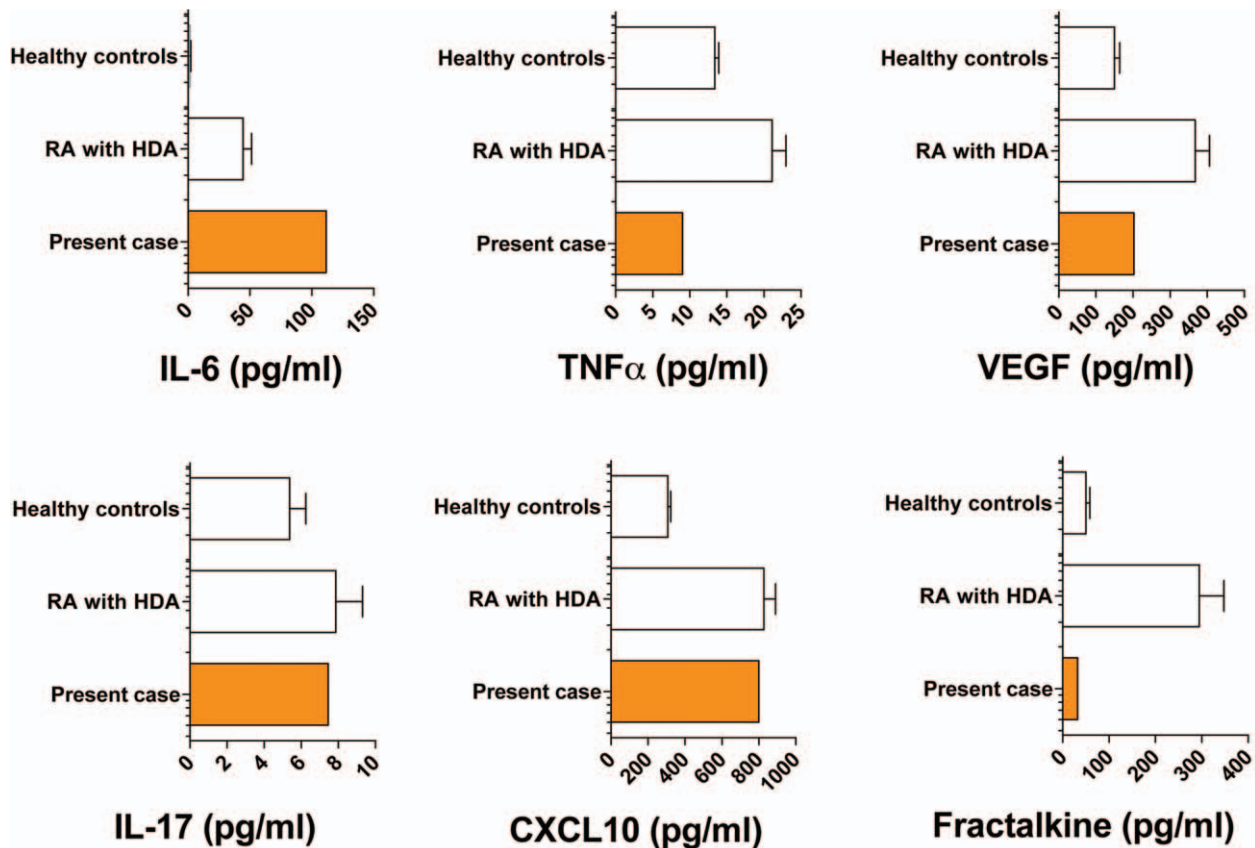 Healthy controls
RA with HDA
Present case
0 50 100 150
IL-6 (pg/ml)
Healthy controls
RA with HDA
Present case
0 5 10 15 20 25
TNFα (pg/ml)
Healthy controls
RA with HDA
Present case
0 100 200 300 400 500
VEGF (pg/ml)
Healthy controls
RA with HDA
Present case
0 2 4 6 8 10
IL-17 (pg/ml)
Healthy controls
RA with HDA
Present case
0 200 400 600 800 1000
CXCL10 (pg/ml)
Healthy controls
RA with HDA
Present case
0 100 200 300 400
Fractalkine (pg/ml)